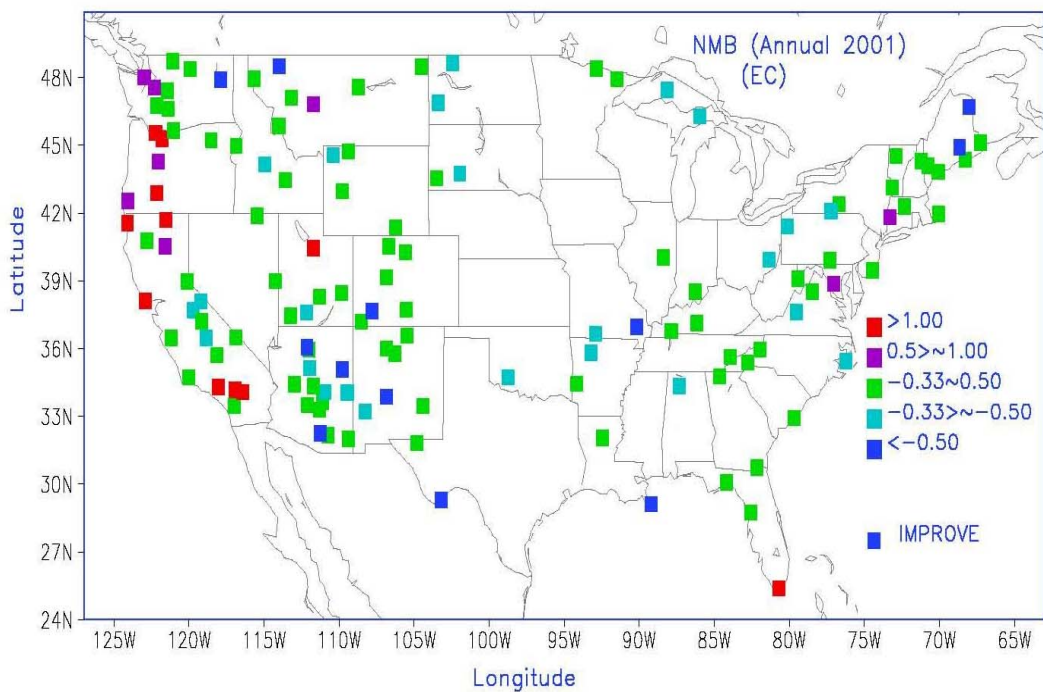 NMB (Annual 2001)
(EC)
48N
45N
42N
39N
36N
33N
30N
27N
24N
Latitude
>1.00
0.5>~1.00
-0.33~0.50
-0.33>~-0.50
<-0.50
IMPROVE
125W 120W 115W 110W 105W 100W 95W 90W 85W 80W 75W 70W 65W
Longitude